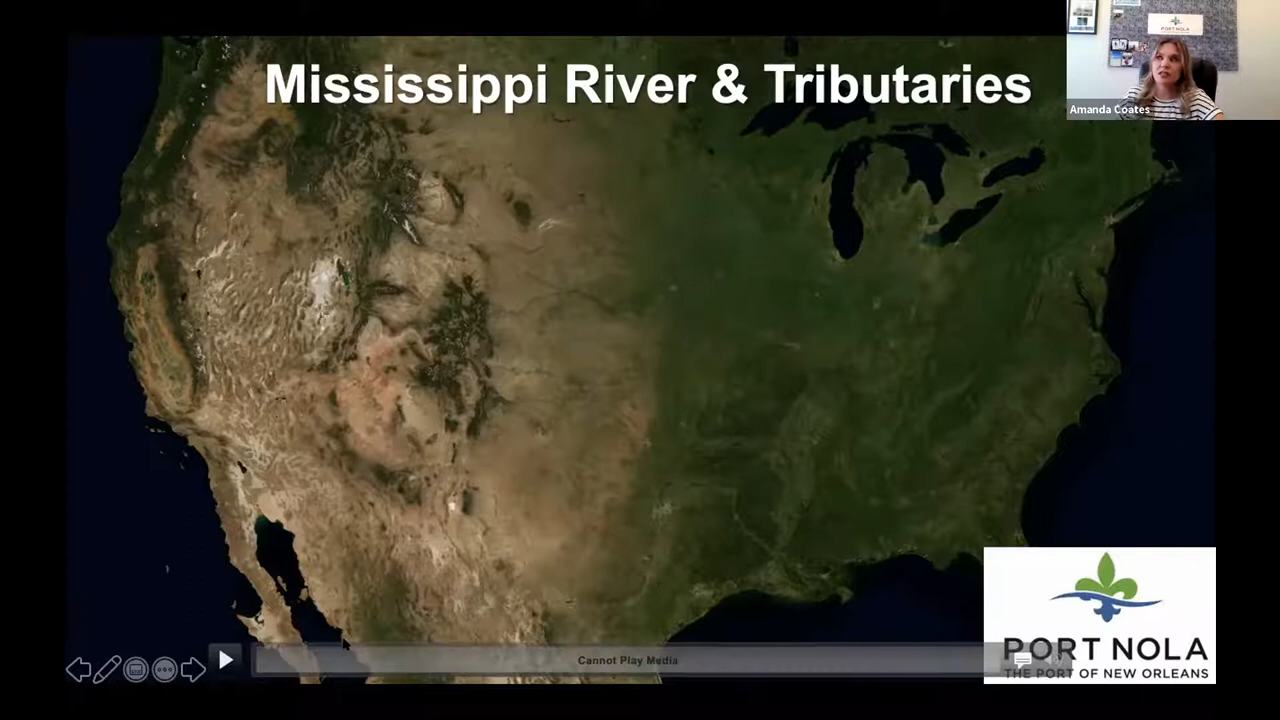 Mississippi River & Tributaries
PORT NOLA
Amanda Coates
Cannot Play Media
PORT NOLA
THE PORT OF NEW ORLEANS